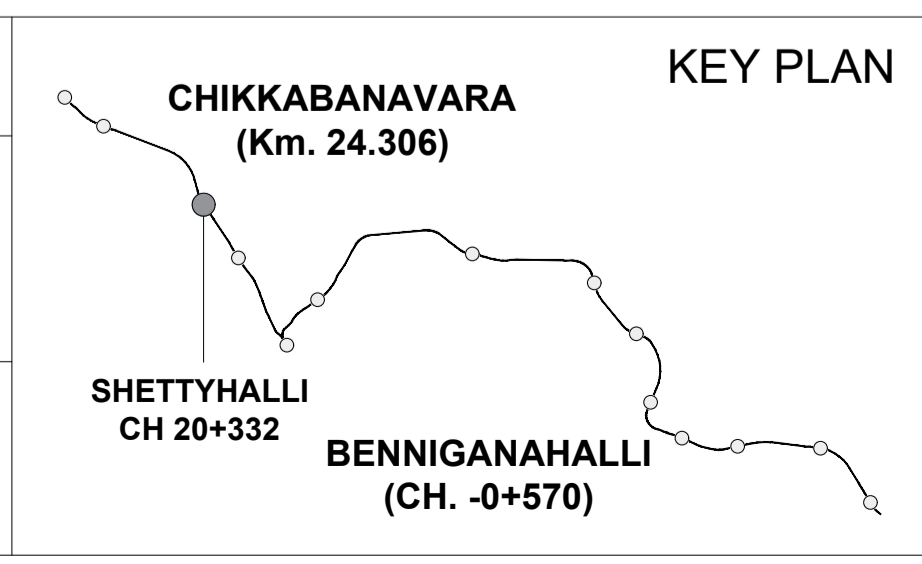 KEY PLAN
CHIKKABANAVARA
(Km. 24.306)
SHETTYHALLI
CH 20+332
BENNIGANAHALLI
(CH. -0+570)